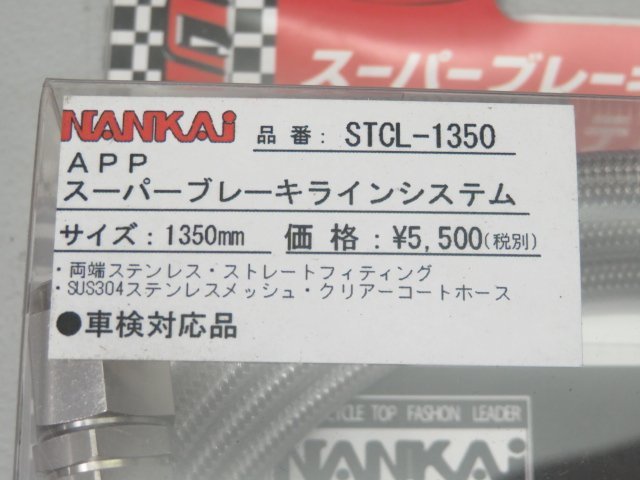 スーパーブレーキ
NANKAi 品番: STCL-1350
APP
スーパーブレーキラインシステム
サイズ: 1350mm 価格: ¥5,500(税別)
・両端ステンレス・ストレートフィティング
・SUS304ステンレスメッシュ・クリアーコートホース
●車検対応品
TOP FASHION LEADER
NANKAi